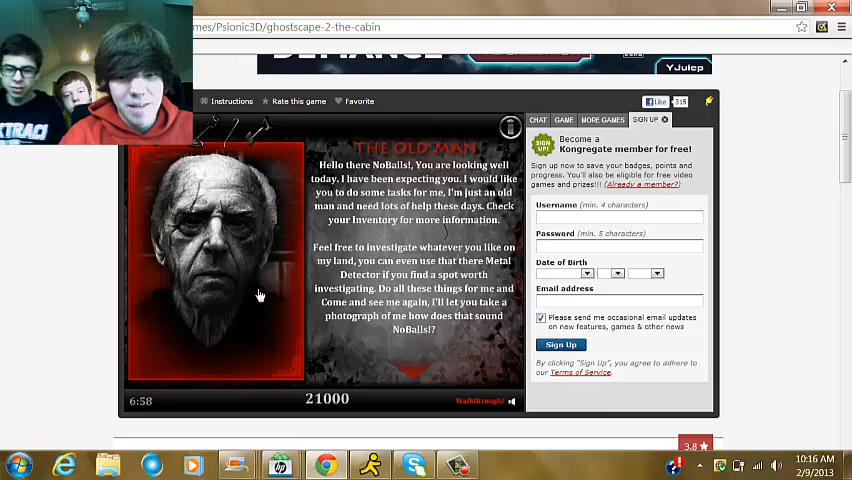 mes/Psionic3D/ghostscape-2-the-cabin
DEFIANCE
YJuiep
Instructions
Rate this game
Favorite
Like
315
THE OLD MAN
Hello there NoBalls!, You are looking well
today. I have been expecting you. I would like
you to do some tasks for me, I'm just an old
man and need lots of help these days. Check
your Inventory for more information.
Feel free to investigate whatever you like on
my land, you can even use that there Metal
Detector if you find a spot worth
investigating. Do all these things for me and
Come and see me again, I'll let you take a
photograph of me how does that sound
NoBalls!?
6:58
21000
Walkthrough!
CHAT
GAME
MORE GAMES
SIGN UP
SIGN UP!
Become a
Kongregate member for free!
Sign up now to save your badges, points and
progress. You'll also be eligible for free video
games and prizes!!! (Already a member?)
Username (min. 4 characters)
Password (min. 5 characters)
Date of Birth
Email address
Please send me occasional email updates
on new features, games & other news
Sign Up
By clicking "Sign Up", you agree to adhere to
our Terms of Service.
3.8
XTRACI
hp
10:16 AM
2/9/2013